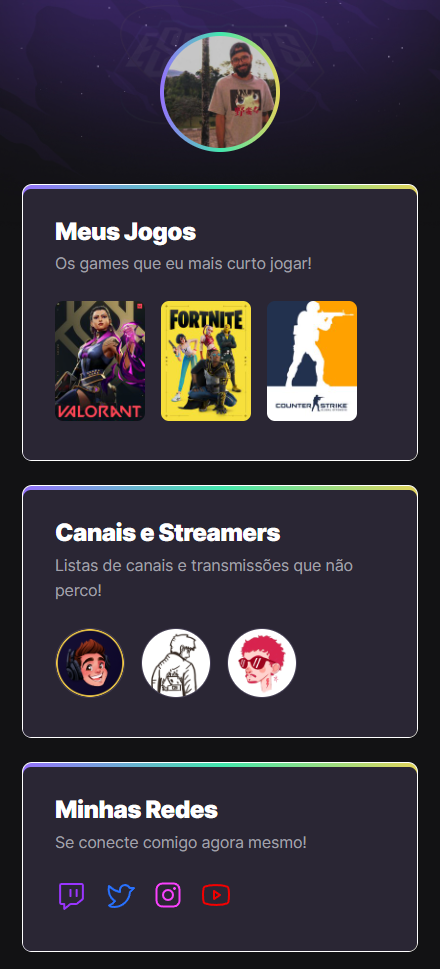 ESPORTS
Meus Jogos
Os games que eu mais curto jogar!
VALORANT
FORTNITE
COUNTER STRIKE
Canais e Streamers
Listas de canais e transmissões que não
perco!
Minhas Redes
Se conecte comigo agora mesmo!